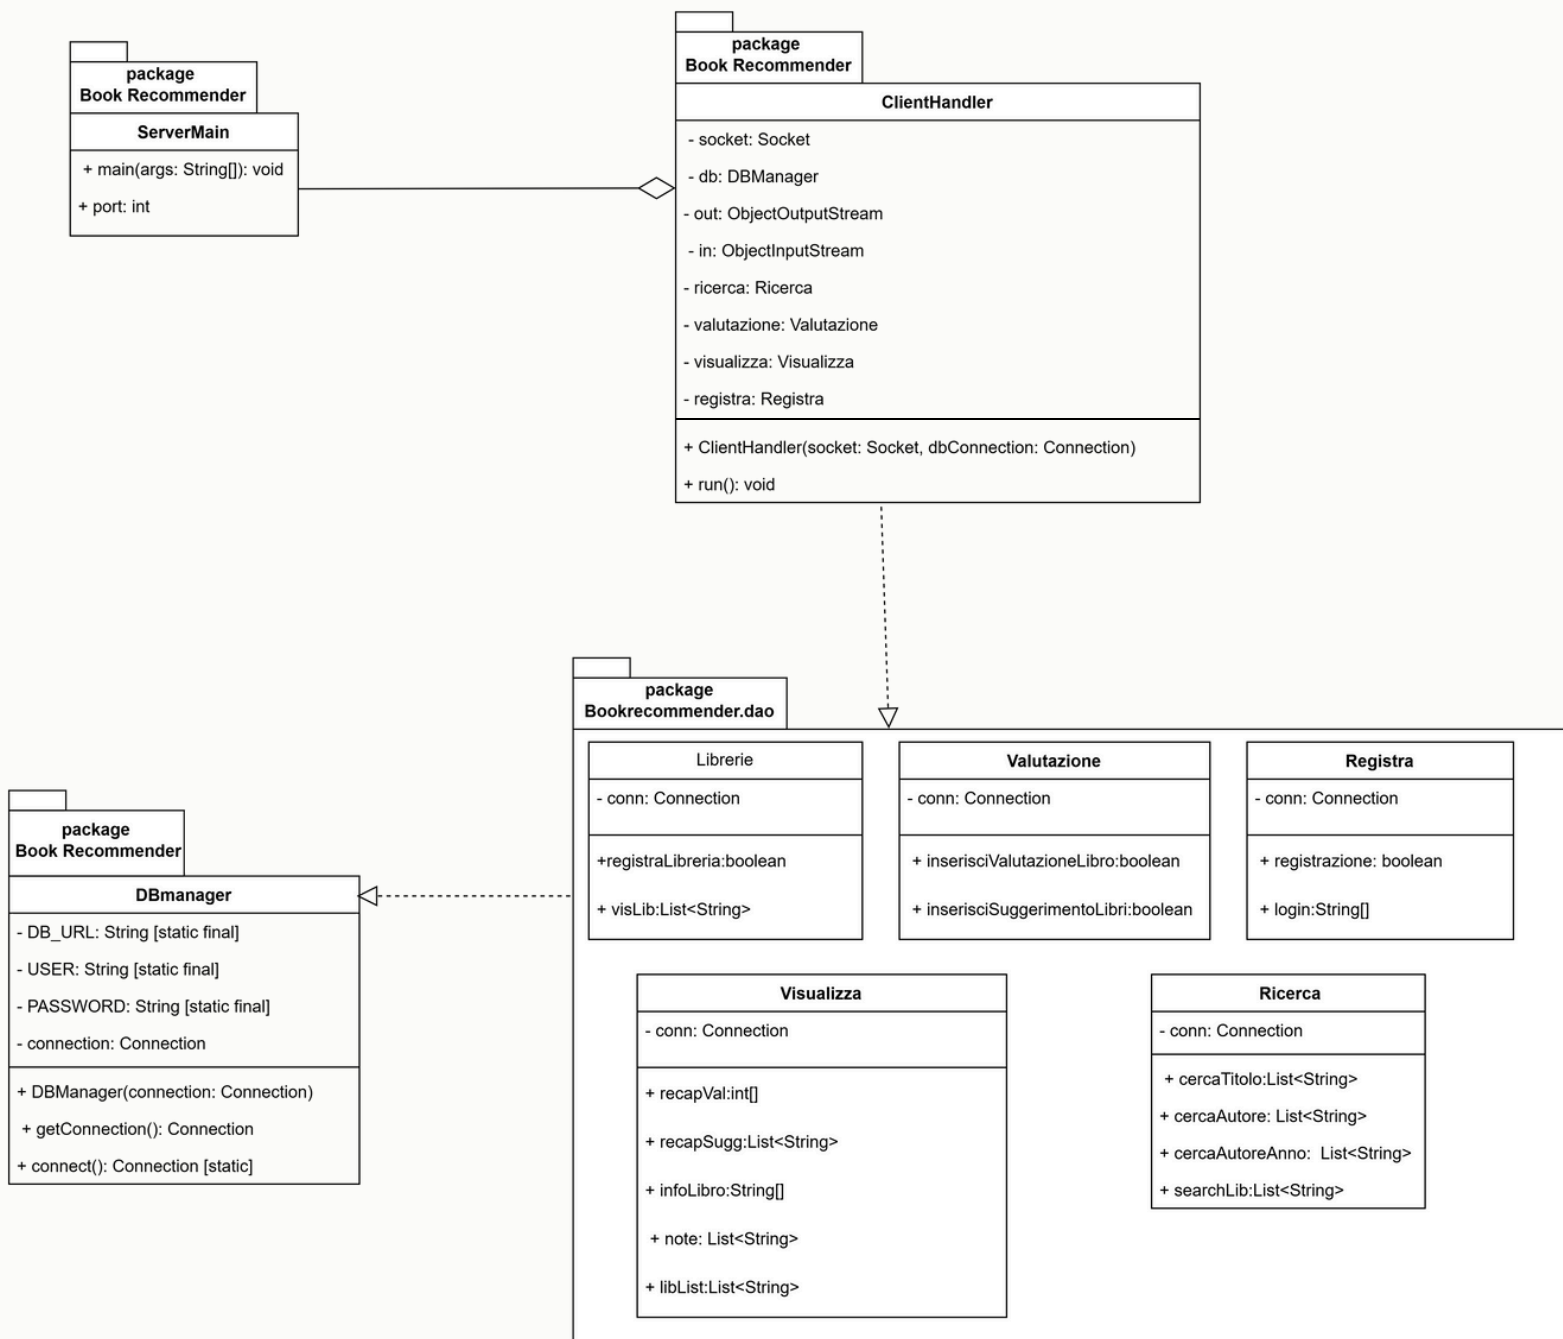 package
Book Recommender
ServerMain
+ main(args: String[]): void
+ port: int
package
Book Recommender
ClientHandler
- socket: Socket
- db: DBManager
- out: ObjectOutputStream
- in: ObjectInputStream
- ricerca: Ricerca
- valutazione: Valutazione
- visualizza: Visualizza
- registra: Registra
+ ClientHandler(socket: Socket, dbConnection: Connection)
+ run(): void
package
Bookrecommender.dao
Librerie
- conn: Connection
+registraLibreria:boolean
+ visLib:List<String>
Valutazione
- conn: Connection
+ inserisciValutazioneLibro:boolean
+ inserisciSuggerimentoLibri:boolean
Registra
- conn: Connection
+ registrazione: boolean
+ login:String[]
package
Book Recommender
DBmanager
- DB_URL: String [static final]
- USER: String [static final]
- PASSWORD: String [static final]
- connection: Connection
+ DBManager(connection: Connection)
+ getConnection(): Connection
+ connect(): Connection [static]
Visualizza
- conn: Connection
+ recapVal:int[]
+ recapSugg:List<String>
+ infoLibro:String[]
+ note: List<String>
+ libList:List<String>
Ricerca
- conn: Connection
+ cercaTitolo:List<String>
+ cercaAutore: List<String>
+ cercaAutoreAnno: List<String>
+ searchLib:List<String>